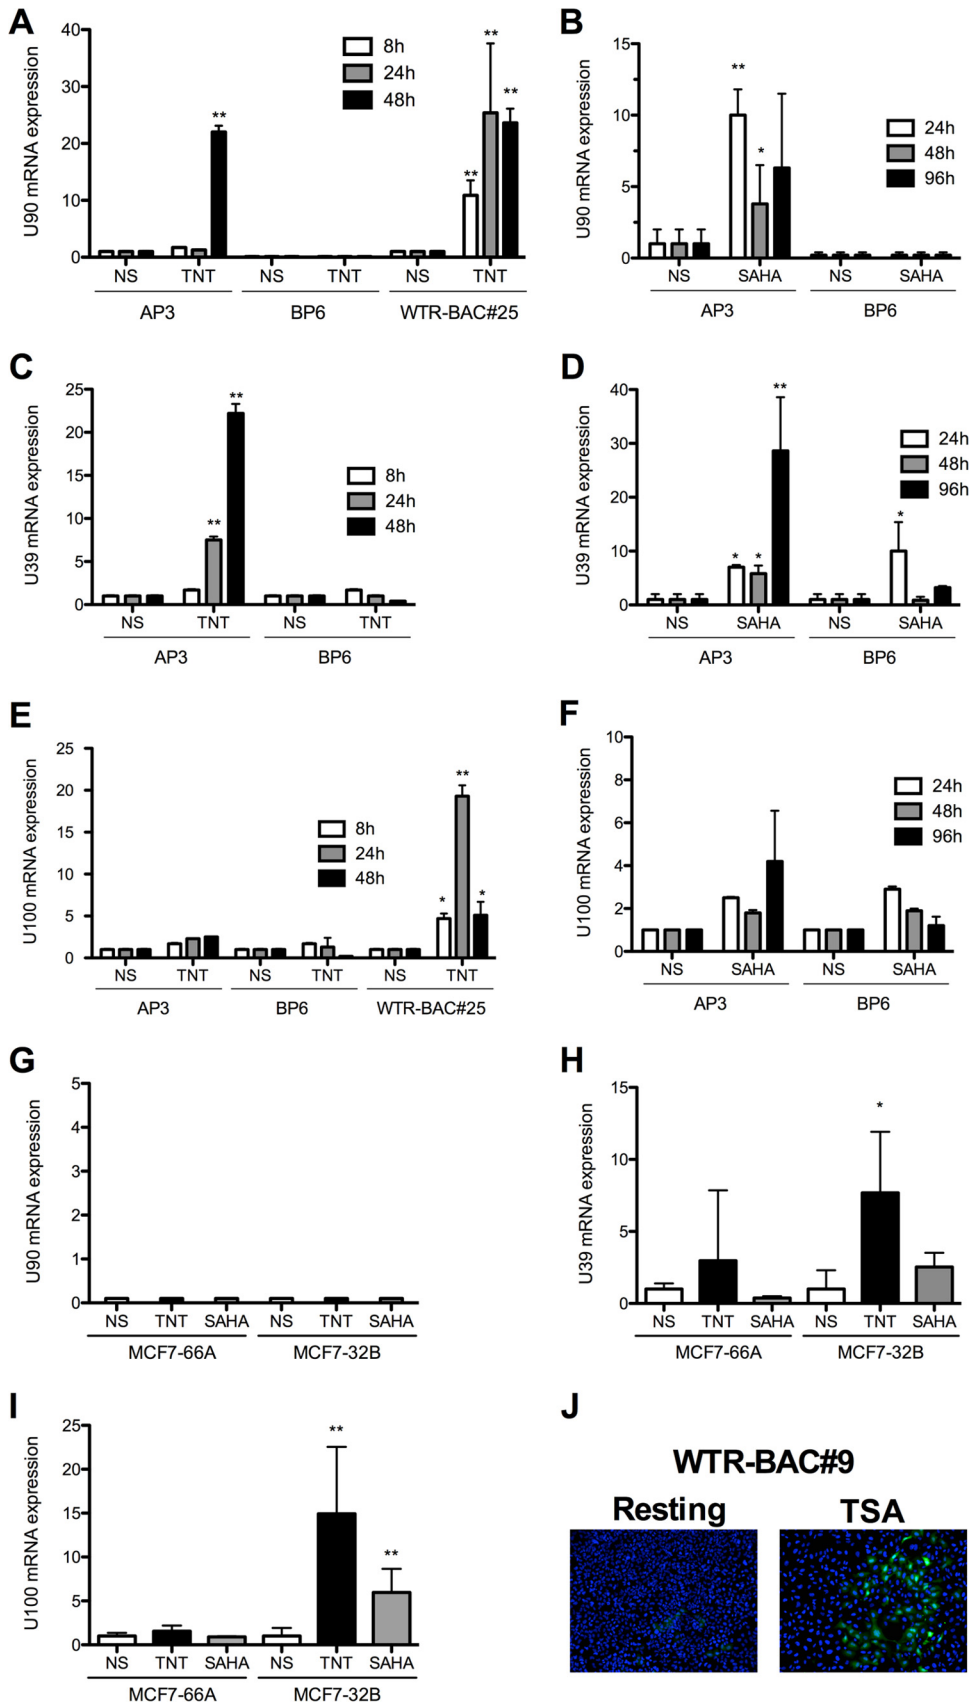 A
U90 mRNA expression
40
30
20
10
0
8h
24h
48h
**
**
**
**
NS
TNT
NS
TNT
NS
TNT
AP3
BP6
WTR-BAC#25
B
U90 mRNA expression
15
10
5
0
**
*
24h
48h
96h
NS
SAHA
NS
SAHA
AP3
BP6
C
U39 mRNA expression
25
20
15
10
5
0
**
**
8h
24h
48h
NS
TNT
NS
TNT
AP3
BP6
D
U39 mRNA expression
40
30
20
10
0
*
*
**
*
24h
48h
96h
NS
SAHA
NS
SAHA
AP3
BP6
E
U100 mRNA expression
25
20
15
10
5
0
8h
24h
48h
*
**
*
NS
TNT
NS
TNT
NS
TNT
AP3
BP6
WTR-BAC#25
F
U100 mRNA expression
10
8
6
4
2
0
24h
48h
96h
NS
SAHA
NS
SAHA
AP3
BP6
G
U90 mRNA expression
5
4
3
2
1
0
NS
TNT
SAHA
NS
TNT
SAHA
MCF7-66A
MCF7-32B
H
U39 mRNA expression
15
10
5
0
*
NS
TNT
SAHA
NS
TNT
SAHA
MCF7-66A
MCF7-32B
I
U100 mRNA expression
25
20
15
10
5
0
**
**
NS
TNT
SAHA
NS
TNT
SAHA
MCF7-66A
MCF7-32B
J
WTR-BAC#9
Resting
TSA